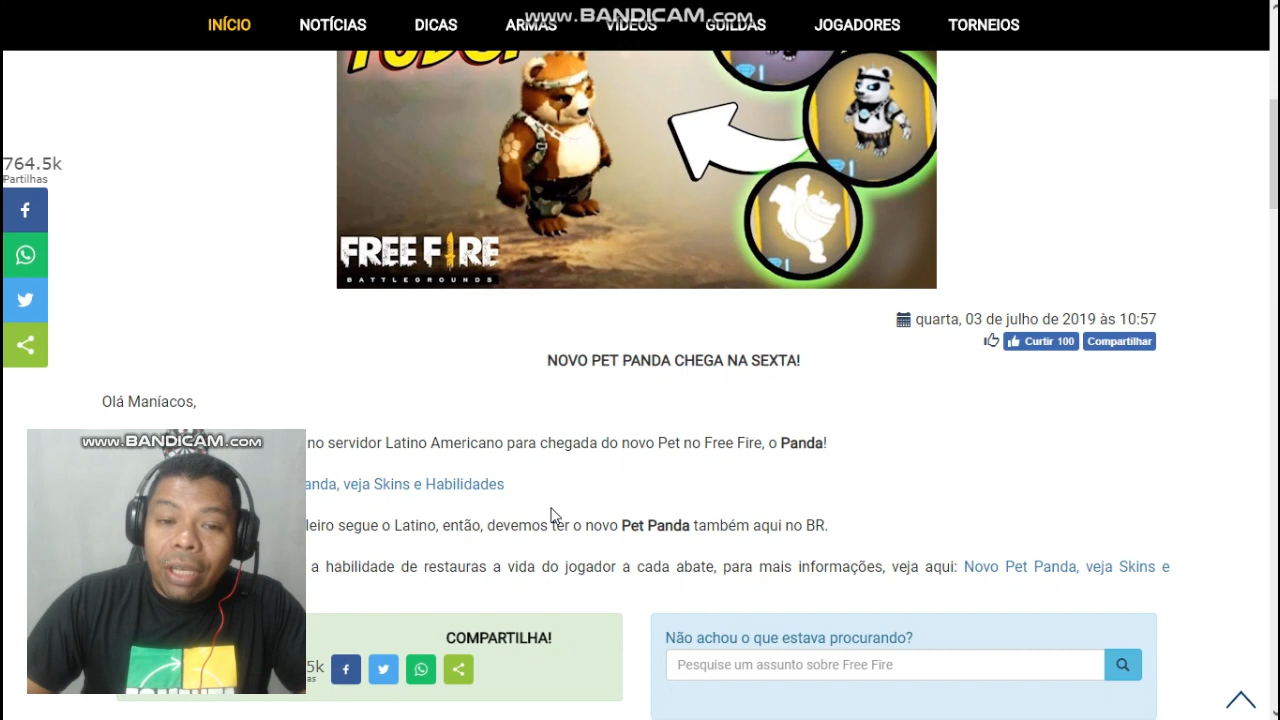 INÍCIO NOTÍCIAS DICAS ARMAS VÍDEOS GUILDAS JOGADORES TORNEIOS
www.BANDICAM.com
FREE FIRE
BATTLEGROUNDS
764.5k
Partilhas
quarta, 03 de julho de 2019 às 10:57
Curtir 100 Compartilhar
NOVO PET PANDA CHEGA NA SEXTA!
Olá Maníacos,
www.BANDICAM.com
no servidor Latino Americano para chegada do novo Pet no Free Fire, o Panda!
anda, veja Skins e Habilidades
leiro segue o Latino, então, devemos ter o novo Pet Panda também aqui no BR.
a habilidade de restauras a vida do jogador a cada abate, para mais informações, veja aqui: Novo Pet Panda, veja Skins e
COMPARTILHA!
5k
as
Não achou o que estava procurando?
Pesquise um assunto sobre Free Fire